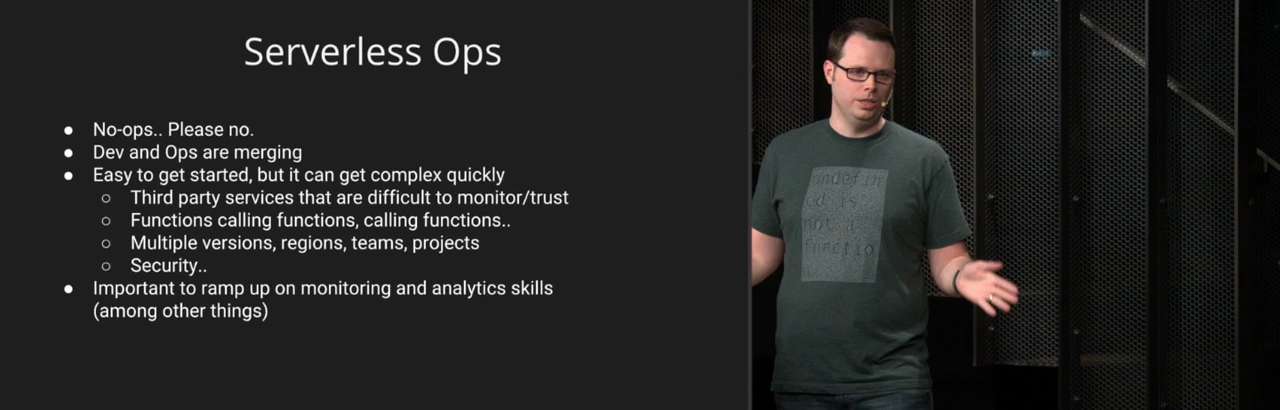 Serverless Ops
● No-ops.. Please no.
● Dev and Ops are merging
● Easy to get started, but it can get complex quickly
○ Third party services that are difficult to monitor/trust
○ Functions calling functions, calling functions..
○ Multiple versions, regions, teams, projects
○ Security..
● Important to ramp up on monitoring and analytics skills
(among other things)
undefin
ed is
not a
functio